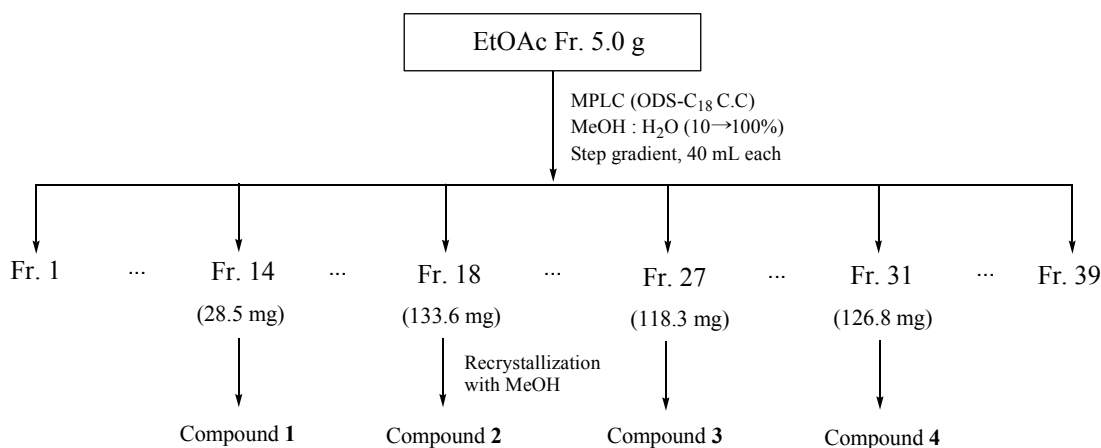 EtOAc Fr. 5.0 g
MPLC (ODS-C₁₈ C.C)
MeOH : H₂O (10→100%)
Step gradient, 40 mL each
Fr. 1 ... Fr. 14 ... Fr. 18 ... Fr. 27 ... Fr. 31 ... Fr. 39
(28.5 mg) (133.6 mg) (118.3 mg) (126.8 mg)
Recrystallization
with MeOH
Compound 1 Compound 2 Compound 3 Compound 4